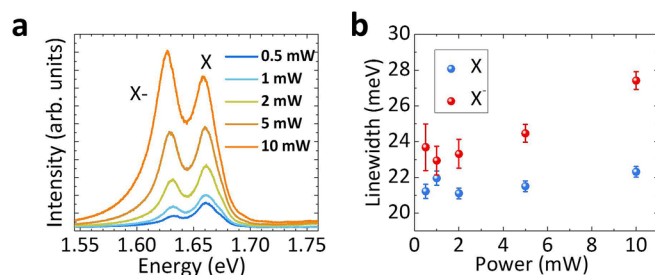 a
Intensity (arb. units)
X-
X
0.5 mW
1 mW
2 mW
5 mW
10 mW
1.55
1.60
1.65
1.70
1.75
Energy (eV)
b
Linewidth (meV)
30
28
26
24
22
20
X
X⁻
0
2
4
6
8
10
Power (mW)